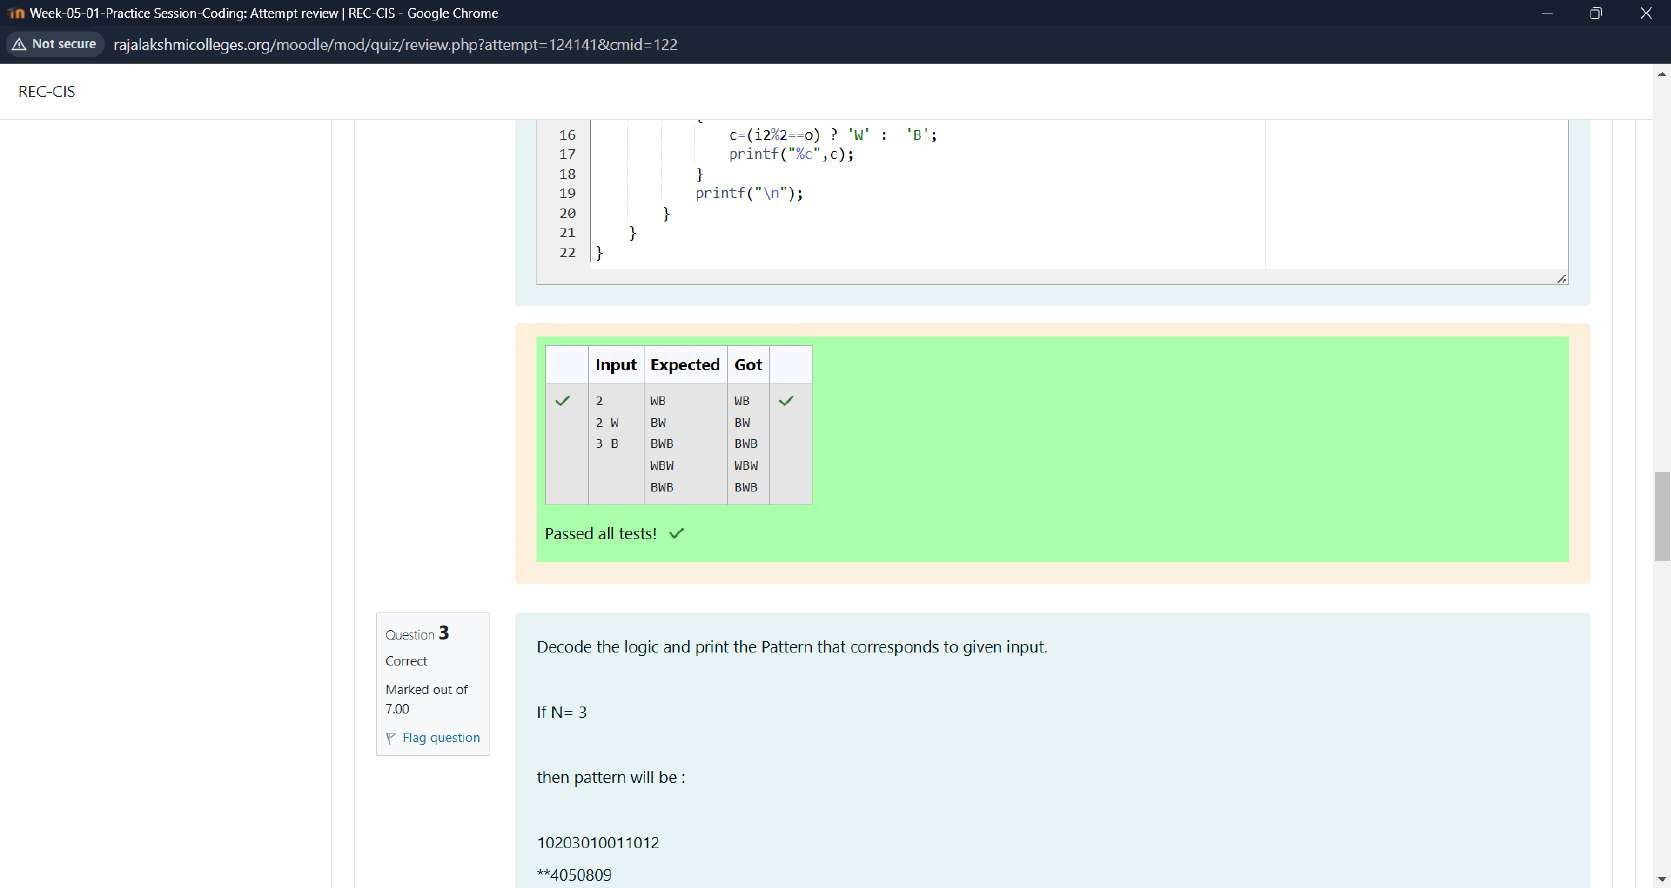 Week-05-01-Practice Session-Coding: Attempt review | REC-CIS - Google Chrome
Not secure rajalakshmicolleges.org/moodle/mod/quiz/review.php?attempt=124141&cmid=122
REC-CIS
16 c=(i2%2==o) ? 'W' : 'B';
17 printf("%c",c);
18 }
19 printf("\n");
20 }
21 }
22 }
Input Expected Got
2 WB WB
2 W BW BW
3 B BWB BWB
WBW WBW
BWB BWB
Passed all tests!
Question 3
Correct
Marked out of
7.00
Flag question
Decode the logic and print the Pattern that corresponds to given input.
If N= 3
then pattern will be :
10203010011012
**4050809